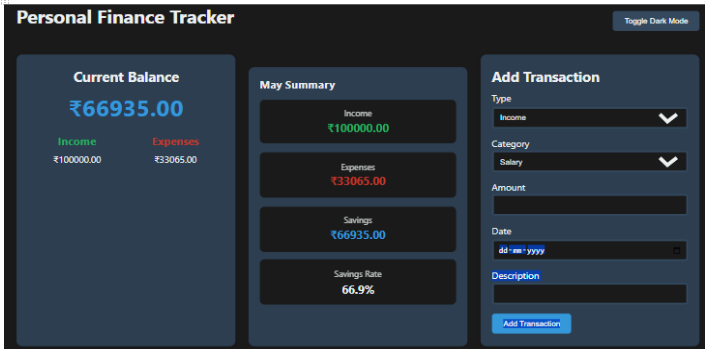 Personal Finance Tracker
Toggle Dark Mode
Current Balance
₹66935.00
Income Expenses
₹100000.00 ₹33065.00
May Summary
Income
₹100000.00
Expenses
₹33065.00
Savings
₹66935.00
Savings Rate
66.9%
Add Transaction
Type
Income
Category
Salary
Amount
Date
dd-mm-yyyy
Description
Add Transaction